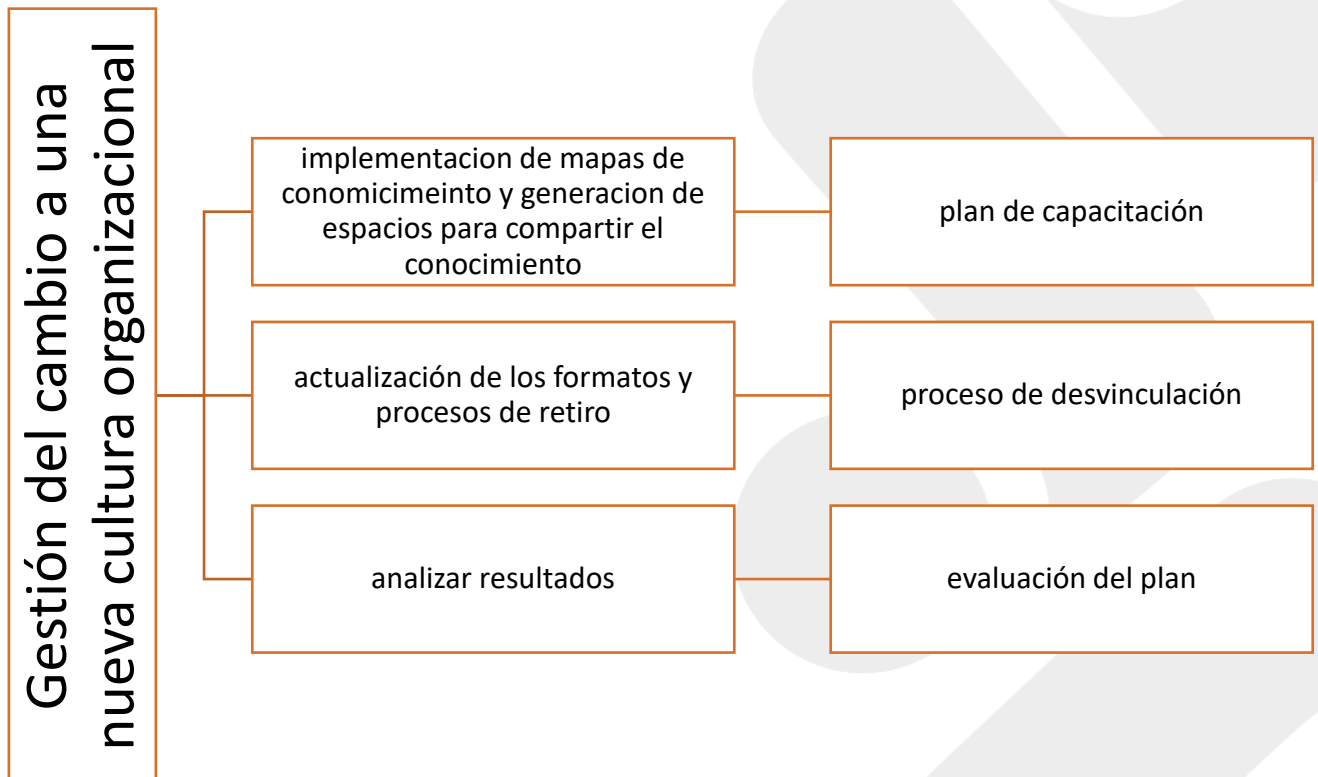 Gestión del cambio a una
nueva cultura organizacional
implementacion de mapas de
conomicimeinto y generacion de
espacios para compartir el
conocimiento
plan de capacitación
actualización de los formatos y
procesos de retiro
proceso de desvinculación
analizar resultados
evaluación del plan